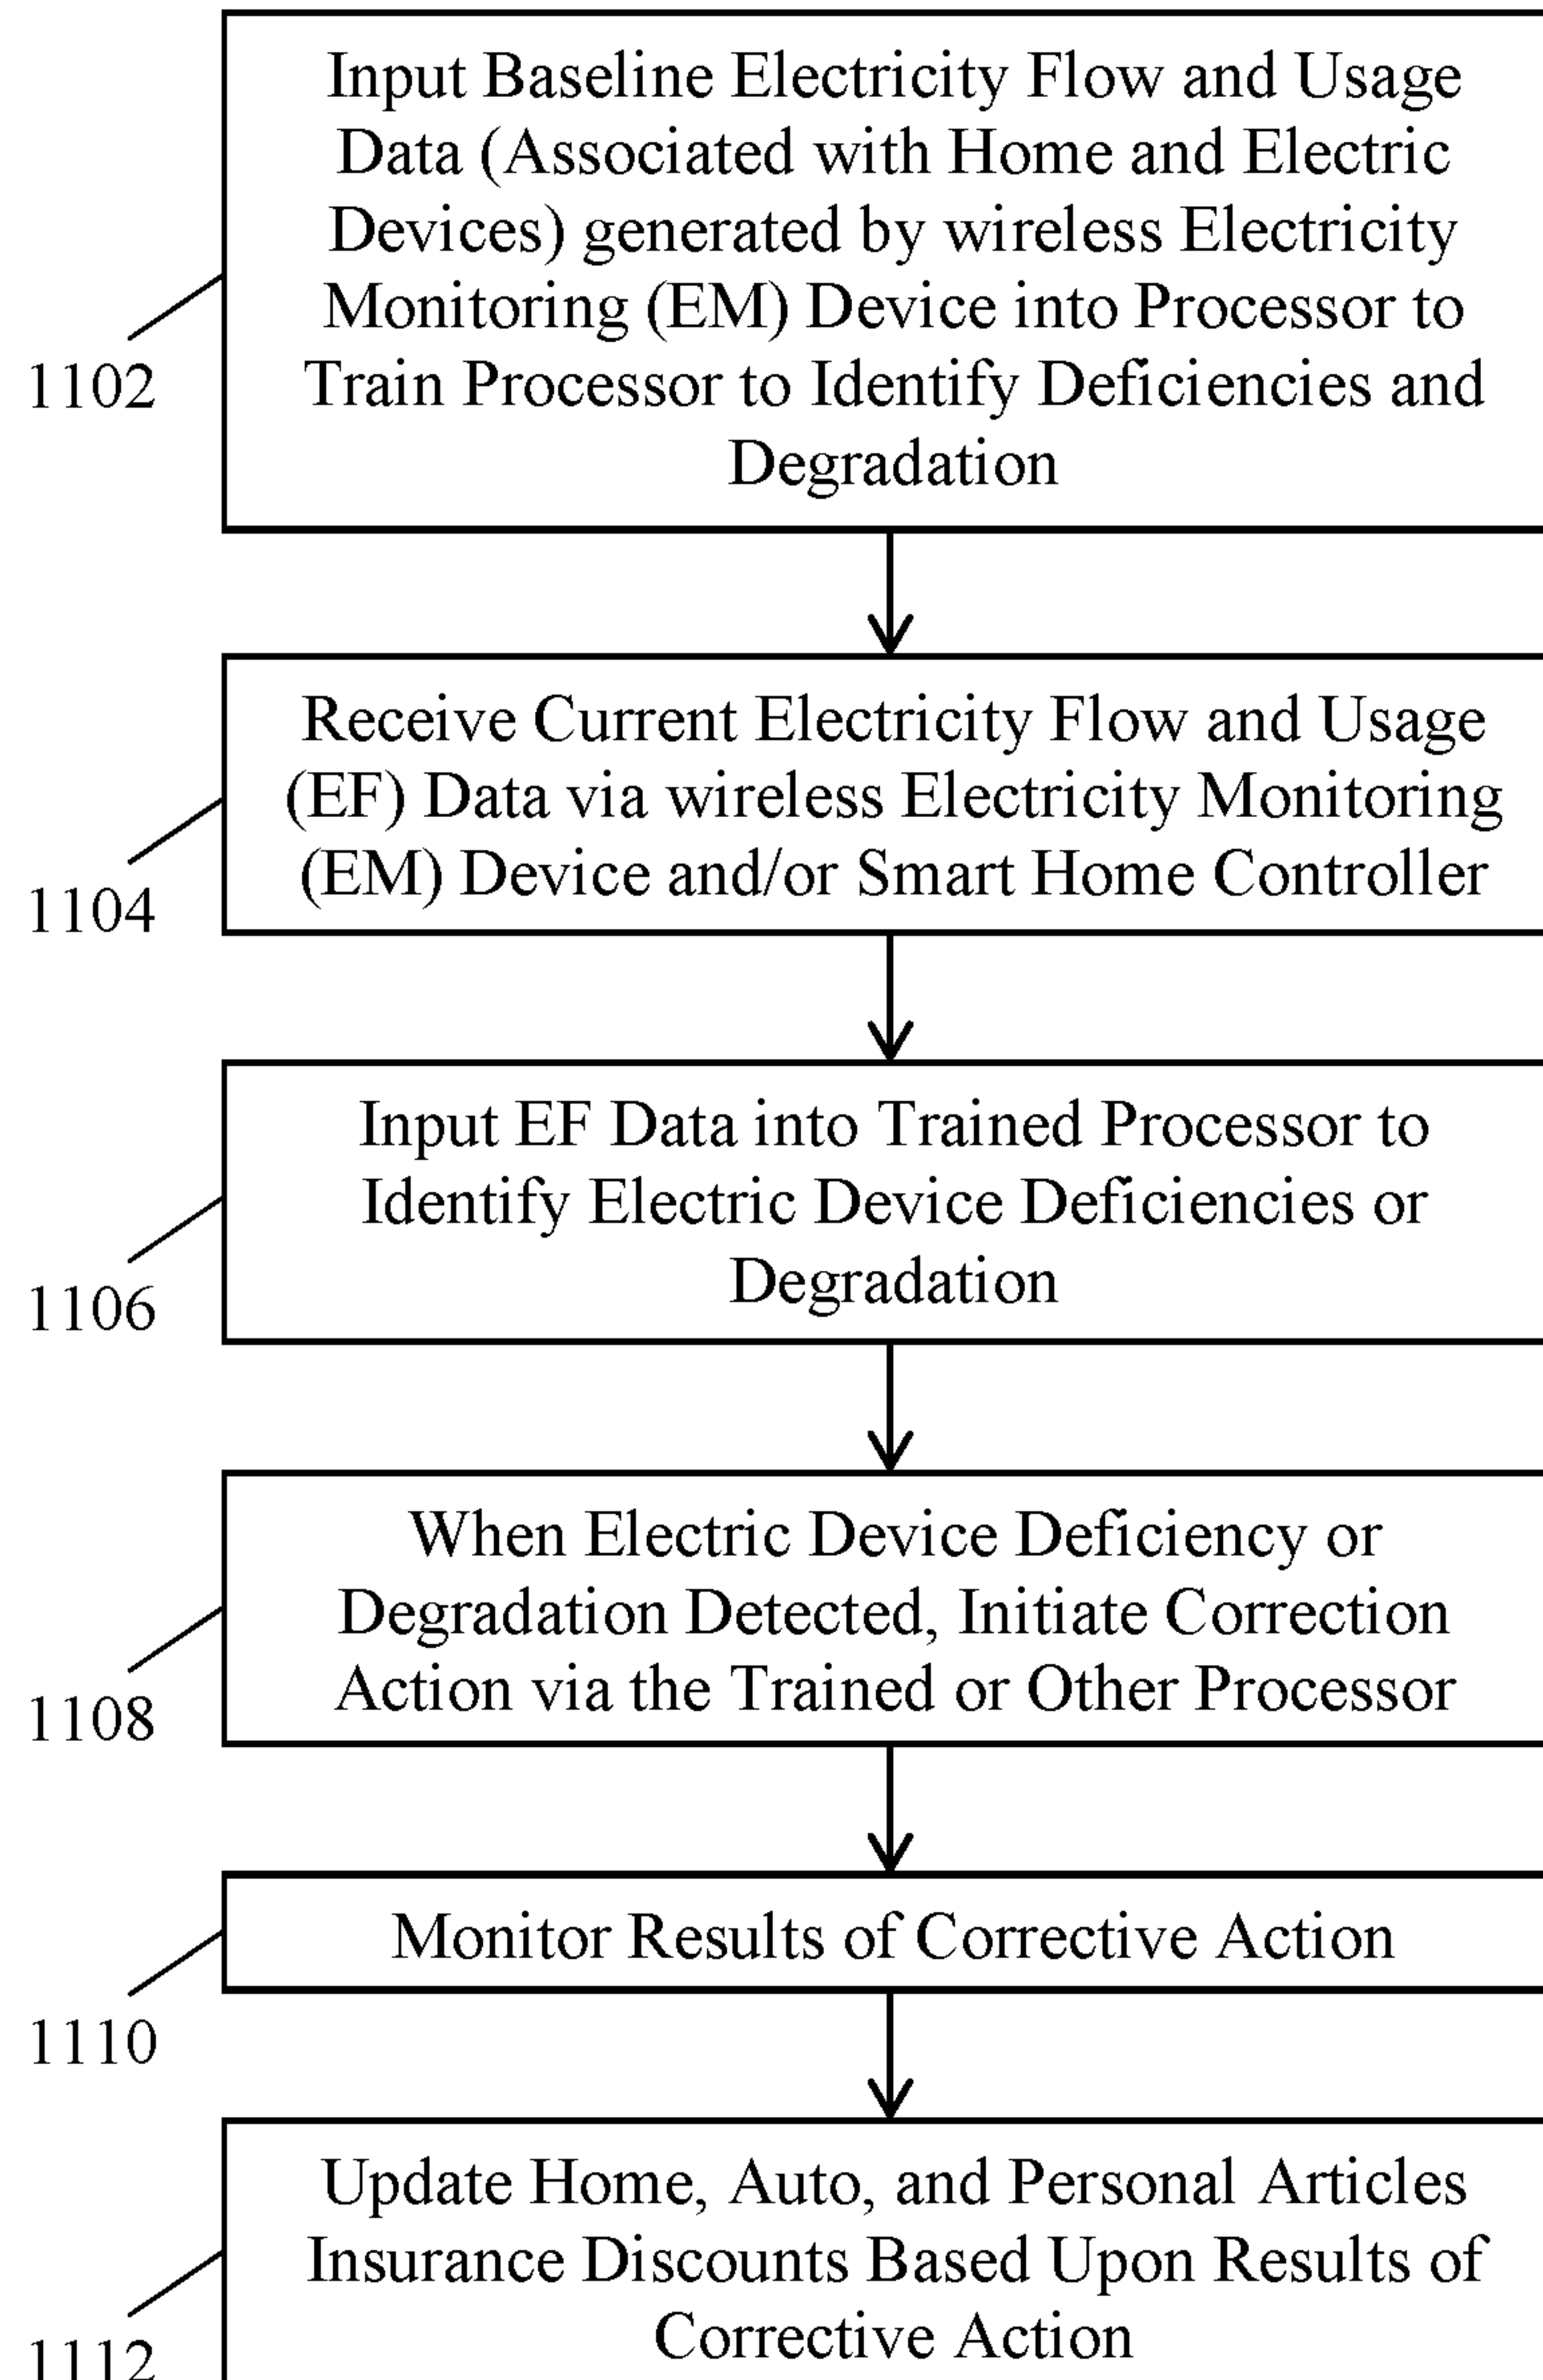 Input Baseline Electricity Flow and Usage
Data (Associated with Home and Electric
Devices) generated by wireless Electricity
Monitoring (EM) Device into Processor to
Train Processor to Identify Deficiencies and
Degradation
1102
Receive Current Electricity Flow and Usage
(EF) Data via wireless Electricity Monitoring
(EM) Device and/or Smart Home Controller
1104
Input EF Data into Trained Processor to
Identify Electric Device Deficiencies or
Degradation
1106
When Electric Device Deficiency or
Degradation Detected, Initiate Correction
Action via the Trained or Other Processor
1108
Monitor Results of Corrective Action
1110
Update Home, Auto, and Personal Articles
Insurance Discounts Based Upon Results of
Corrective Action
1112